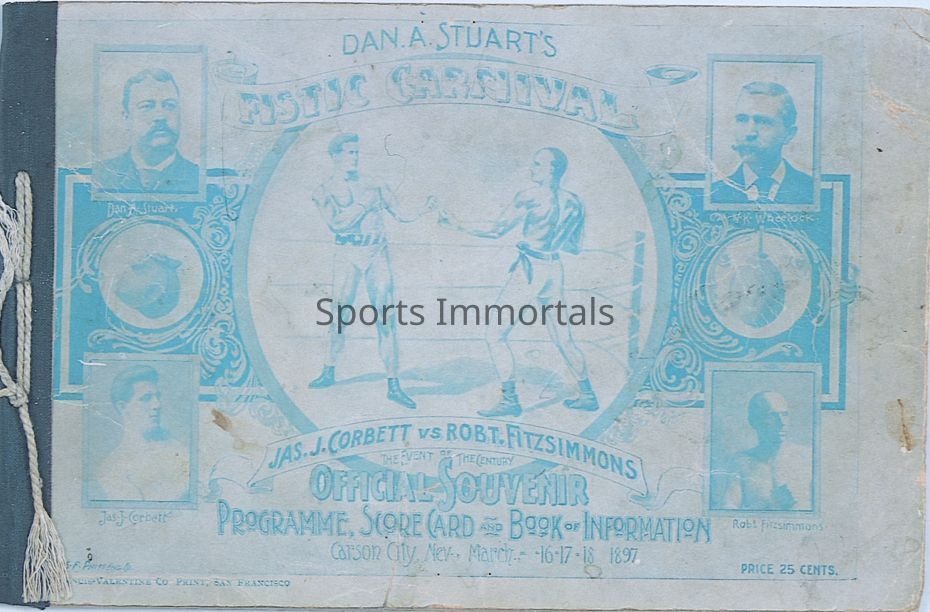 DAN. A. STUART'S
FISTIC CARNIVAL
Dan A. Stuart.
W. K. Wheelock.
Sports Immortals
JAS. J. CORBETT VS ROBT. FITZSIMMONS
THE EVENT OF THE CENTURY
OFFICIAL SOUVENIR
PROGRAMME, SCORE CARD AND BOOK OF INFORMATION
Jas. J. Corbett
Robt. Fitzsimmons
Carson City, Nev., March.- -16-17-18 1897
PRICE 25 CENTS.
VALENTINE CO PRINT, SAN FRANCISCO